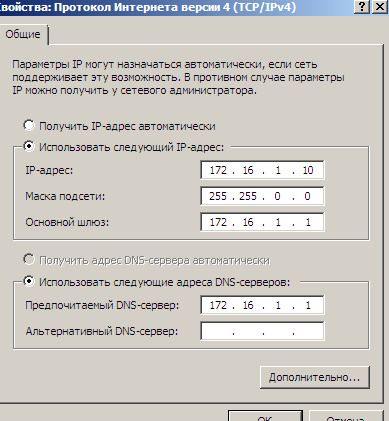 войства: Протокол Интернета версии 4 (TCP/IPv4)
Общие
Параметры IP могут назначаться автоматически, если сеть
поддерживает эту возможность. В противном случае параметры
IP можно получить у сетевого администратора.
Получить IP-адрес автоматически
Использовать следующий IP-адрес:
IP-адрес: 172 . 16 . 1 . 10
Маска подсети: 255 . 255 . 0 . 0
Основной шлюз: 172 . 16 . 1 . 1
Получить адрес DNS-сервера автоматически
Использовать следующие адреса DNS-серверов:
Предпочитаемый DNS-сервер: 172 . 16 . 1 . 1
Альтернативный DNS-сервер: . . .
Дополнительно...
OK Отмена